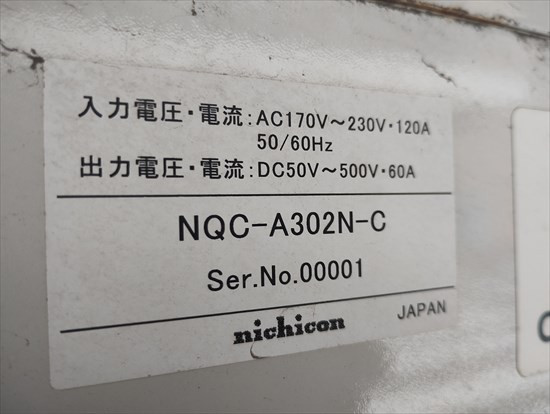 入力電圧・電流:AC170V～230V・120A
50/60Hz
出力電圧・電流:DC50V～500V・60A
NQC-A302N-C
Ser.No.00001
nichicon JAPAN